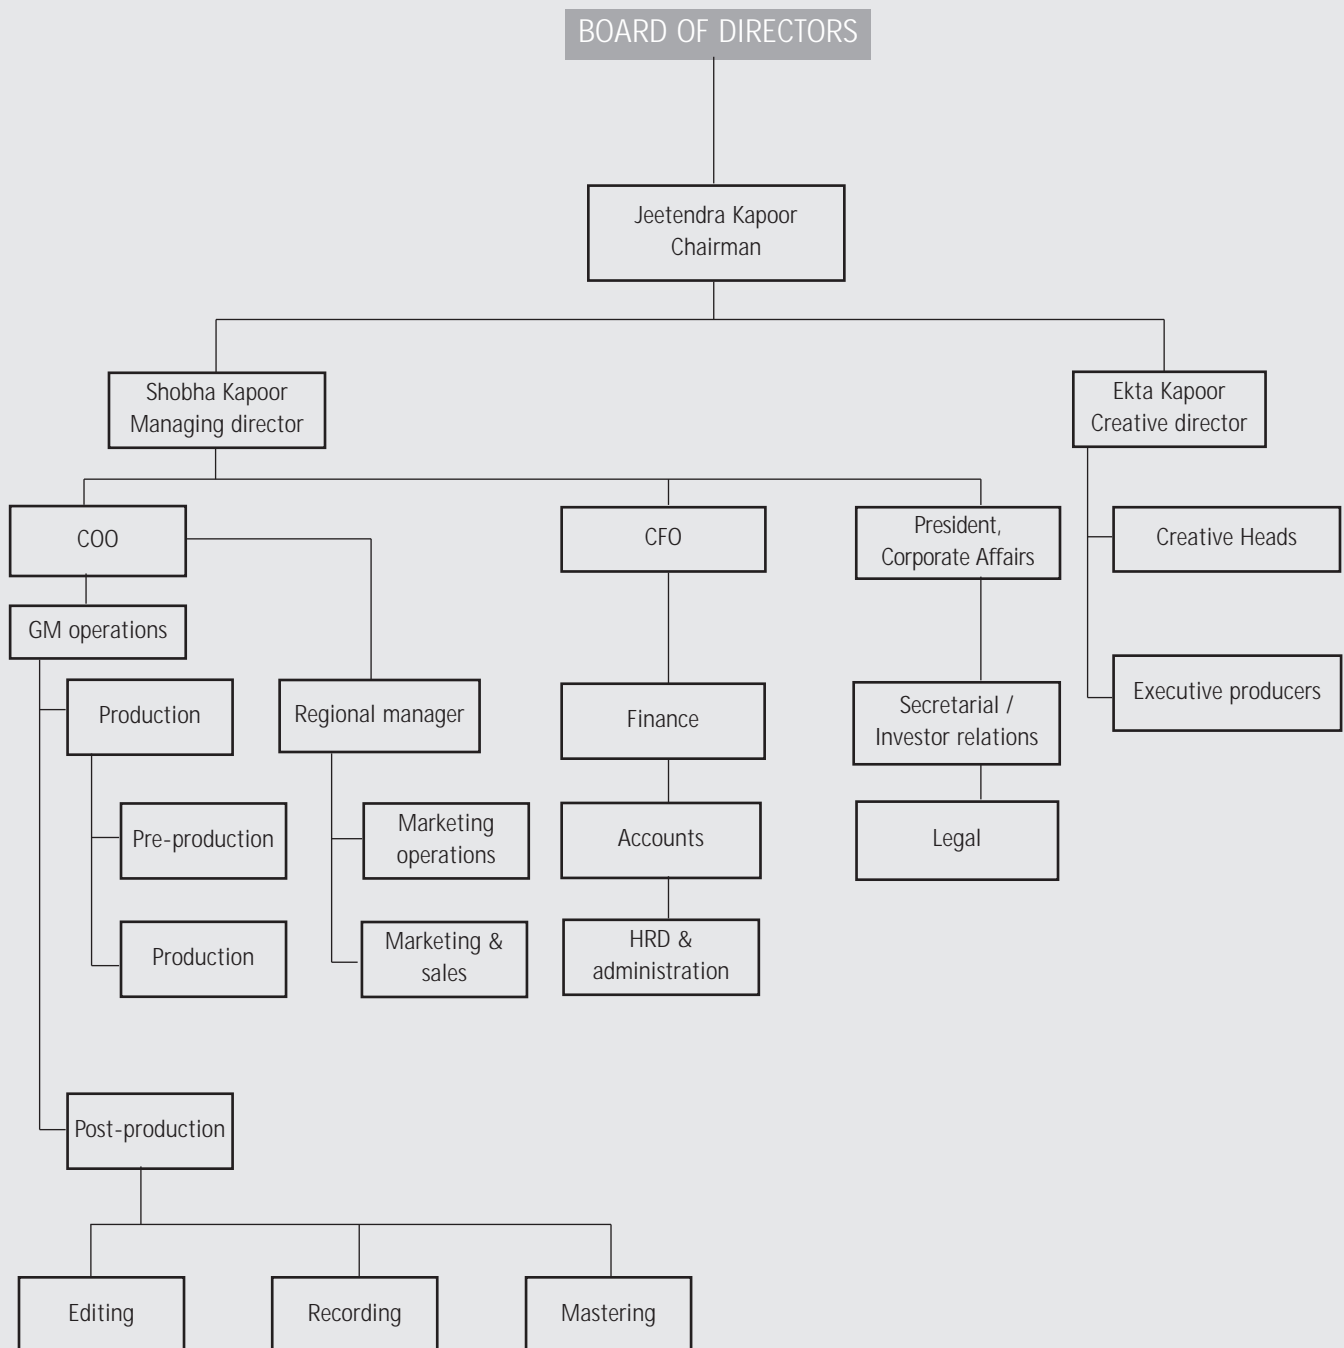 BOARD OF DIRECTORS
Jeetendra Kapoor
Chairman
Shobha Kapoor
Managing director
Ekta Kapoor
Creative director
COO
CFO
President,
Corporate Affairs
Creative Heads
GM operations
Executive producers
Production
Regional manager
Finance
Secretarial /
Investor relations
Pre-production
Marketing
operations
Accounts
Legal
Production
Marketing &
sales
HRD &
administration
Post-production
Editing
Recording
Mastering